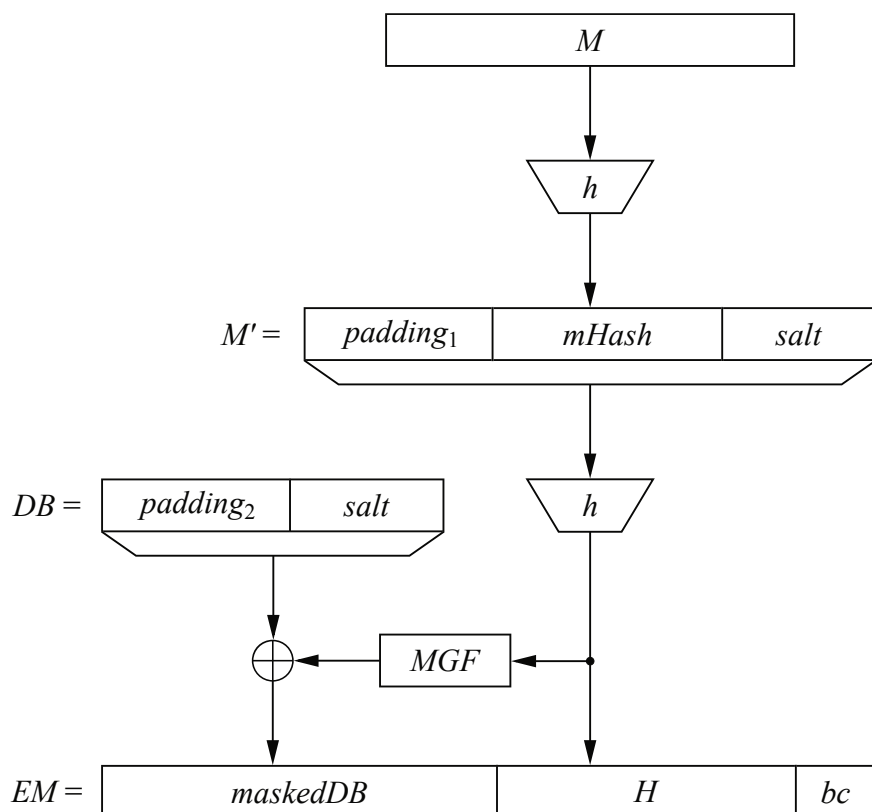 M
h
M' = padding₁ mHash salt
DB = padding₂ salt
h
MGF
EM = maskedDB H bc